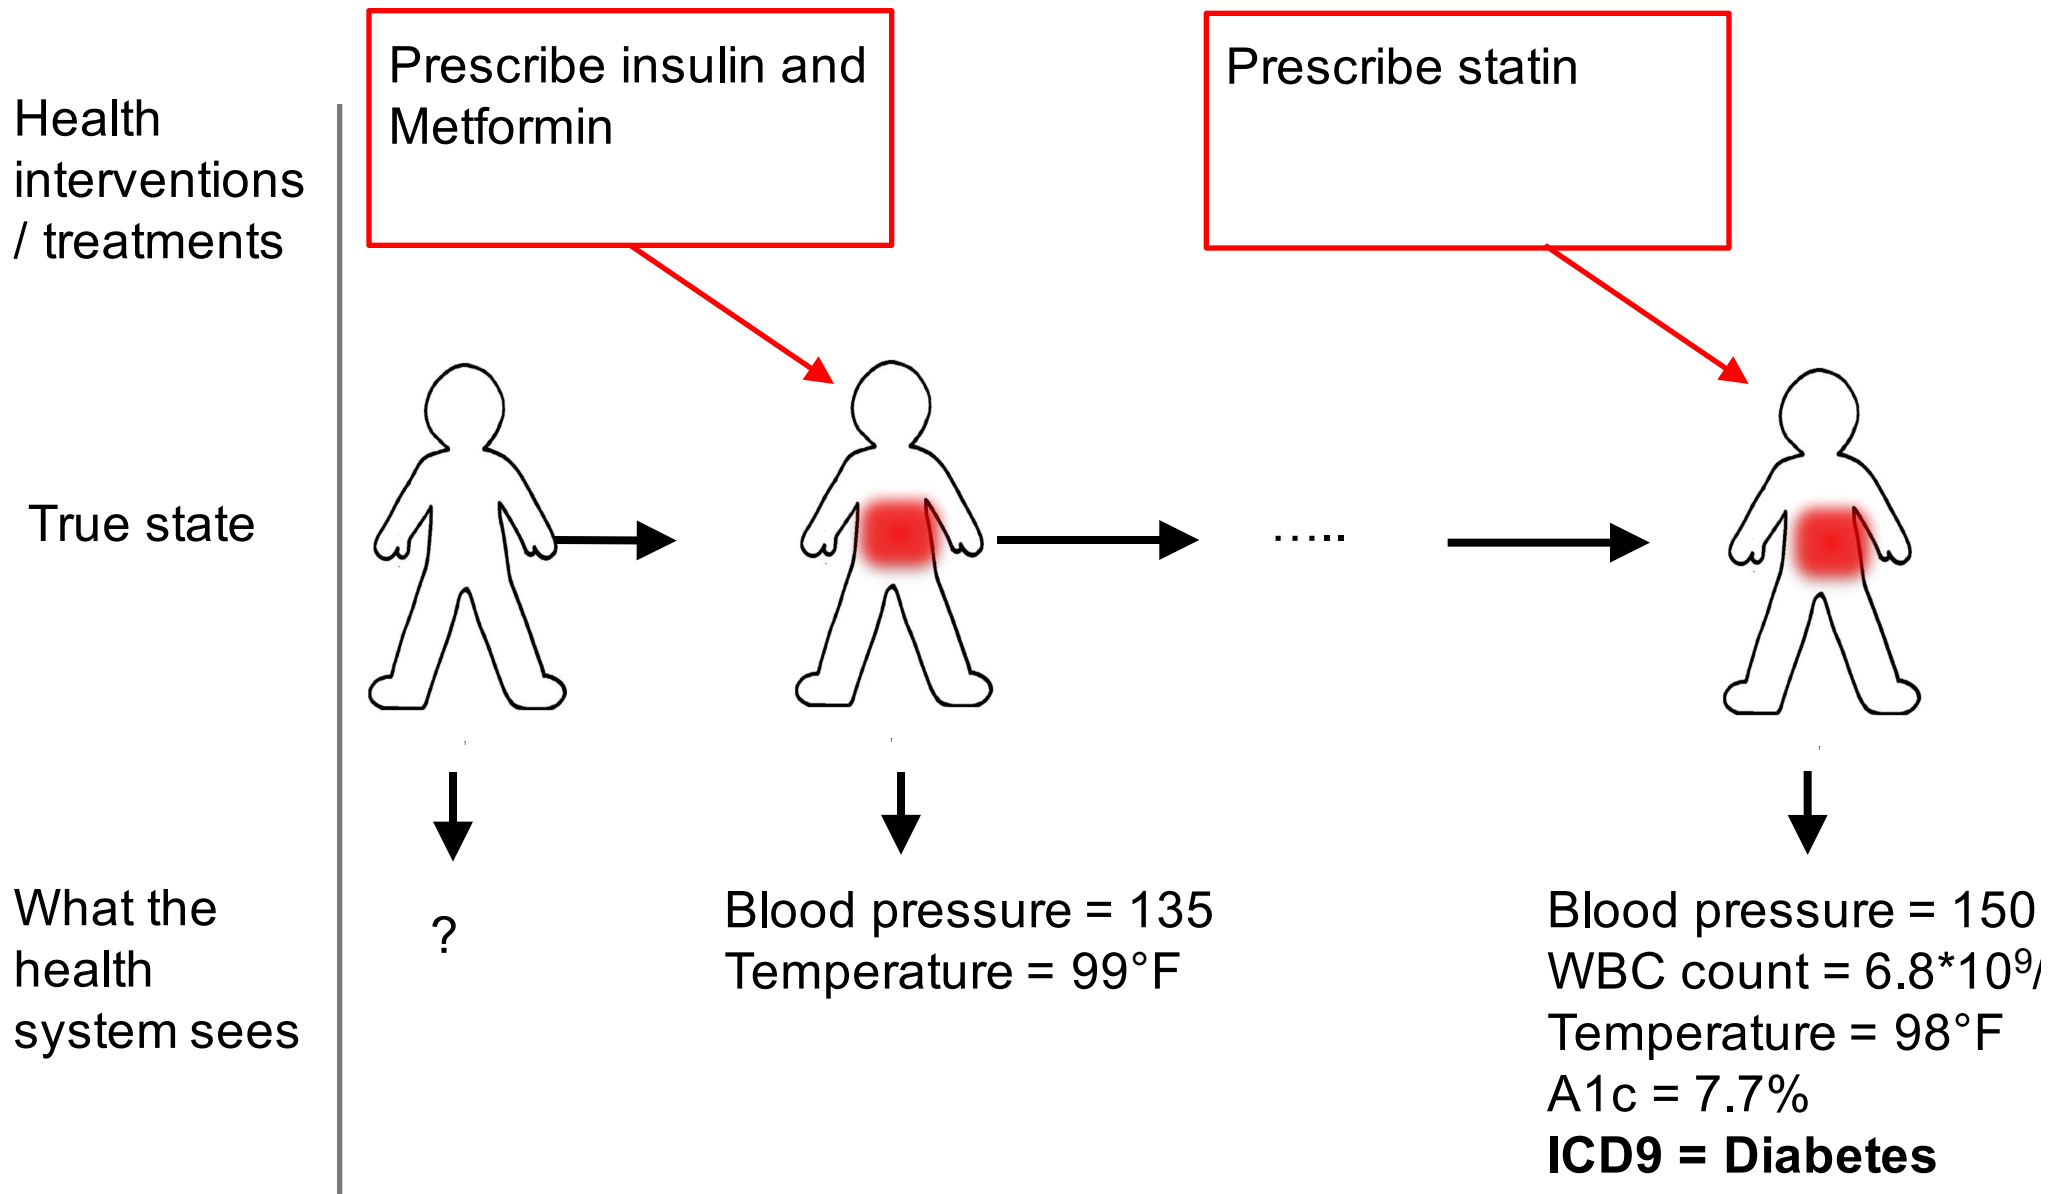 Health
interventions
/ treatments
Prescribe insulin and
Metformin
Prescribe statin
True state
.....
What the
health
system sees
?
Blood pressure = 135
Temperature = 99°F
Blood pressure = 150
WBC count = 6.8*10⁹/
Temperature = 98°F
A1c = 7.7%
ICD9 = Diabetes